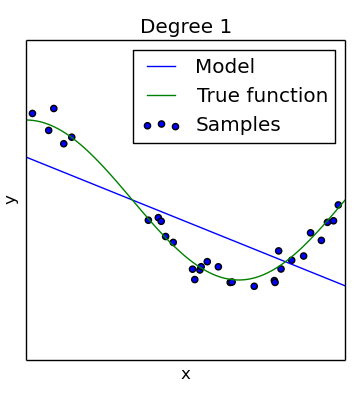 Degree 1
Model
True function
Samples
y
x